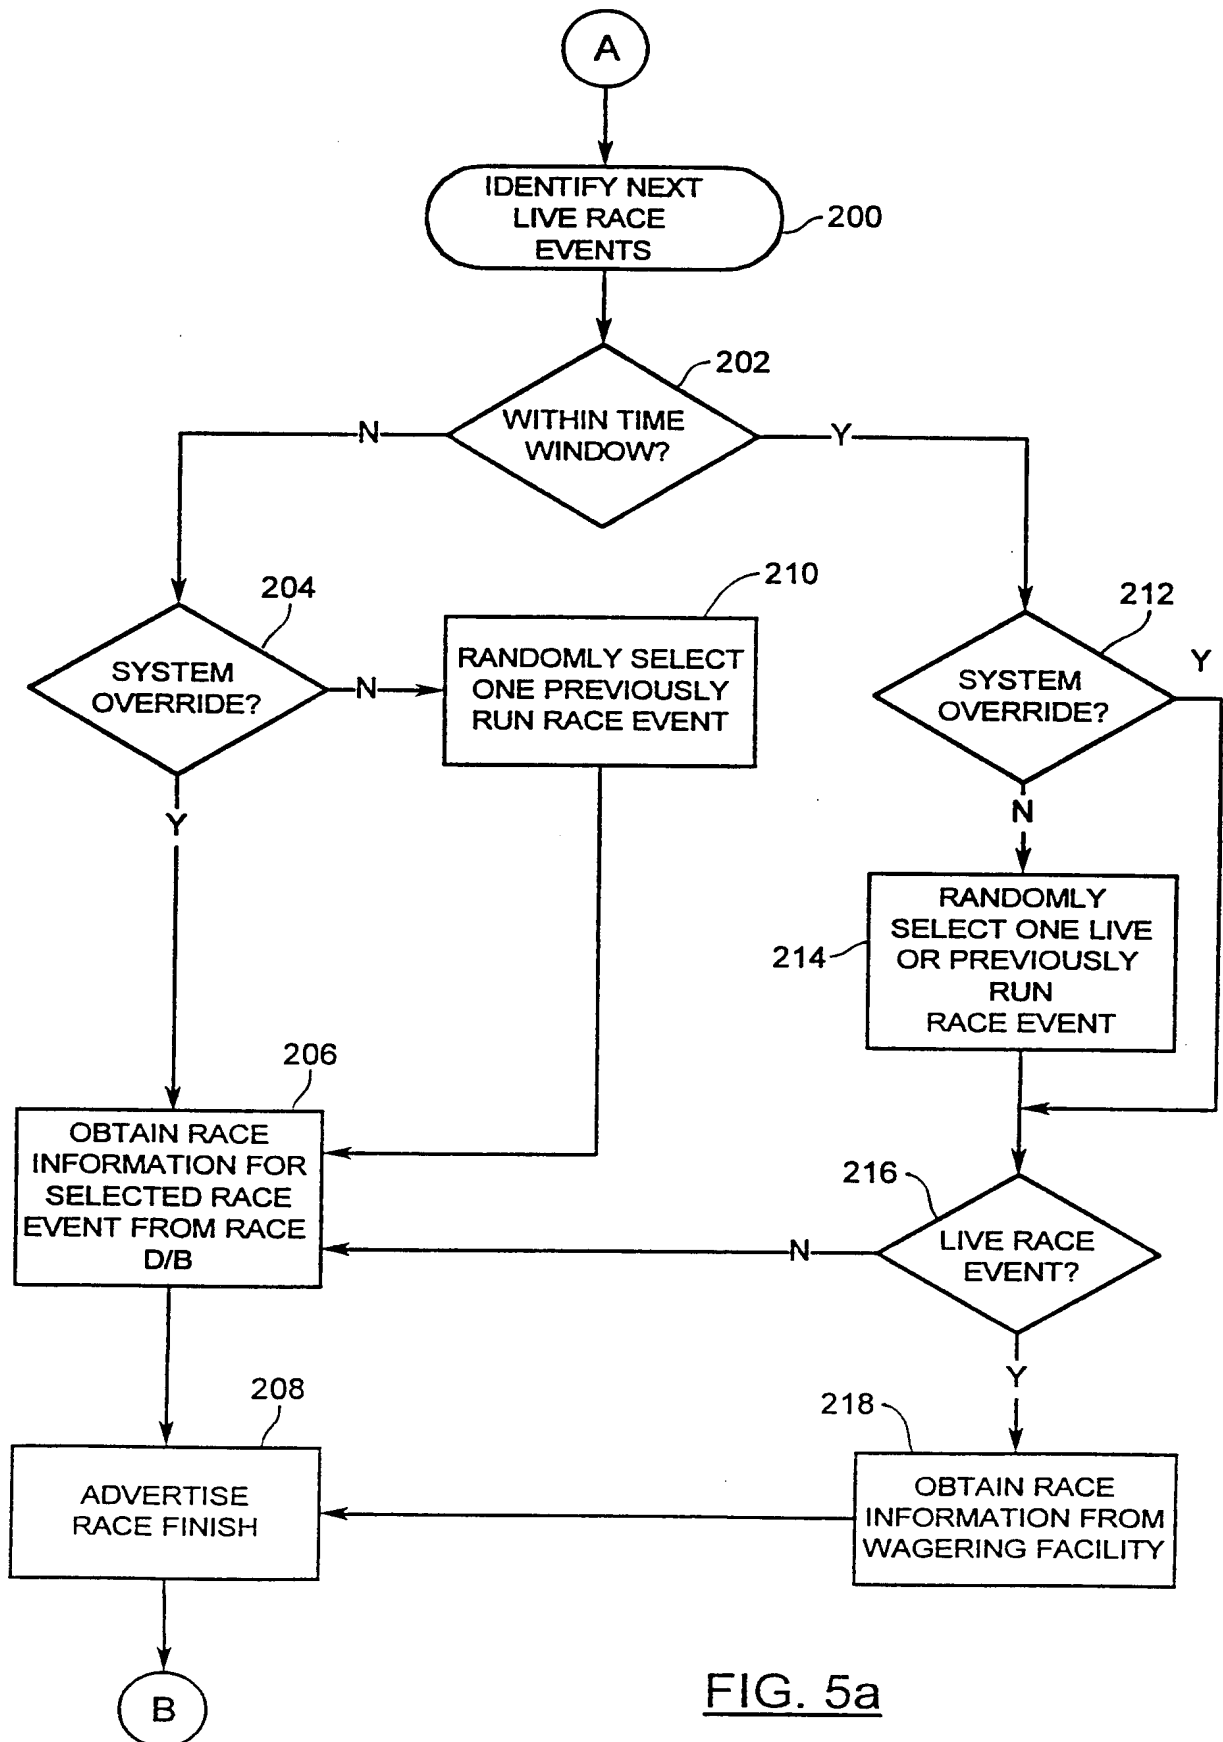 A
IDENTIFY NEXT
LIVE RACE
EVENTS
200
202
WITHIN TIME
WINDOW?
N
Y
204
SYSTEM
OVERRIDE?
N
210
RANDOMLY SELECT
ONE PREVIOUSLY
RUN RACE EVENT
212
Y
SYSTEM
OVERRIDE?
Y
N
RANDOMLY
SELECT ONE LIVE
OR PREVIOUSLY
RUN
RACE EVENT
214
206
OBTAIN RACE
INFORMATION FOR
SELECTED RACE
EVENT FROM RACE
D/B
216
LIVE RACE
EVENT?
N
Y
208
ADVERTISE
RACE FINISH
218
OBTAIN RACE
INFORMATION FROM
WAGERING FACILITY
B
FIG. 5a